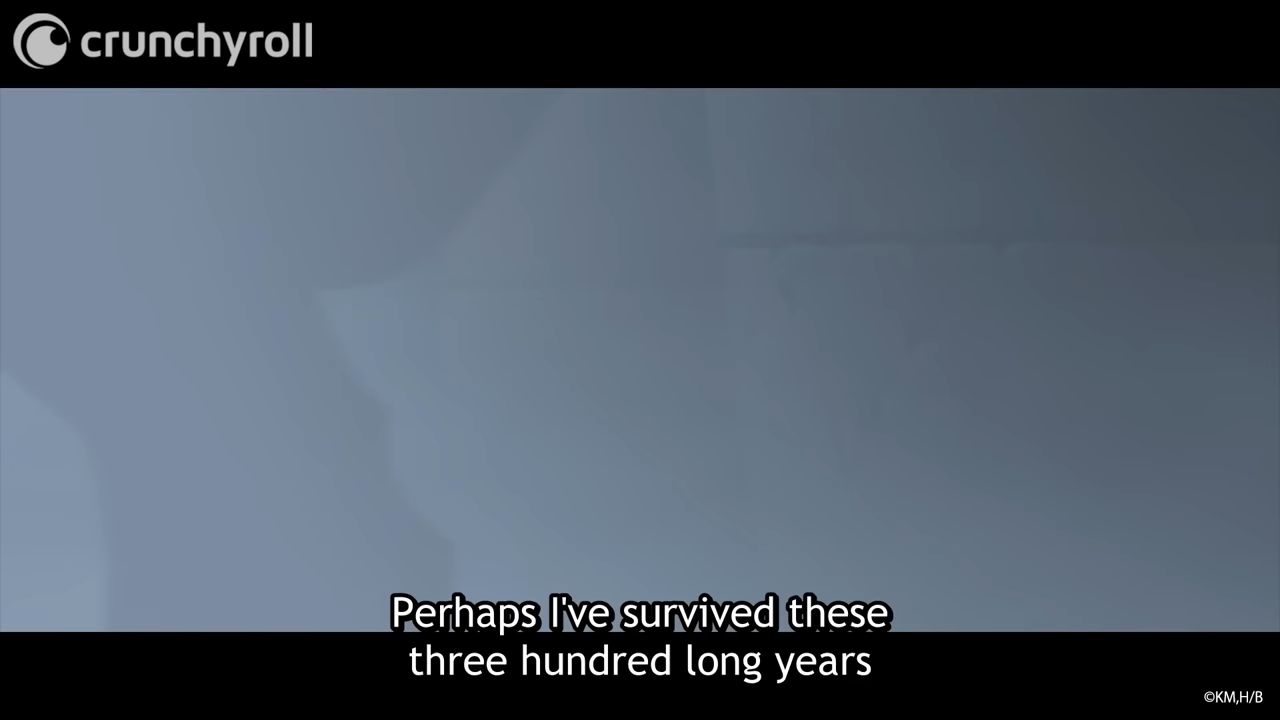 crunchyroll
Perhaps I've survived these
three hundred long years
©KM,H/B